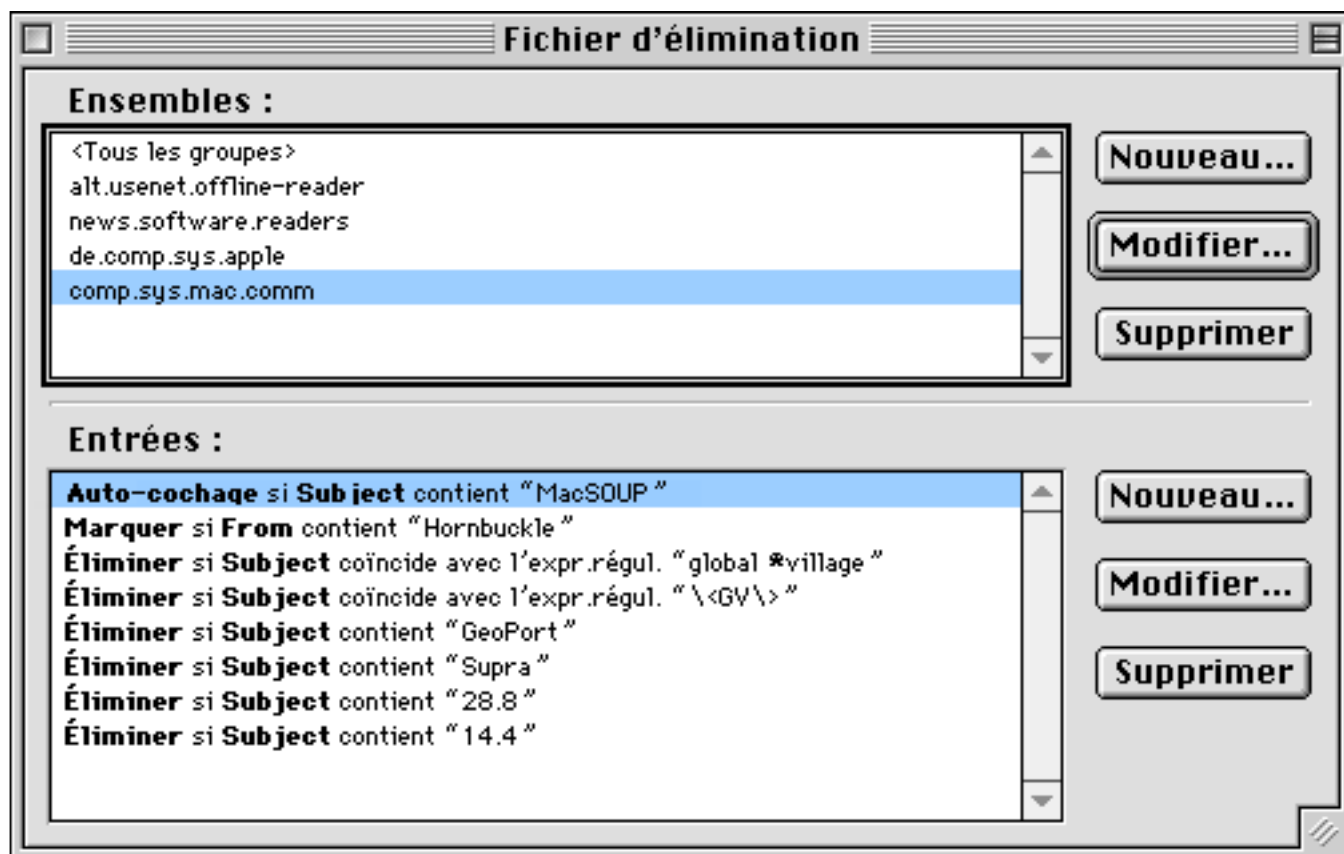 Fichier d'élimination
Ensembles :
<Tous les groupes>
alt.usenet.offline-reader
news.software.readers
de.comp.sys.apple
comp.sys.mac.comm
Nouveau...
Modifier...
Supprimer
Entrées :
Auto-cochage si Subject contient “MacSOUP”
Marquer si From contient “Hornbuckle”
Éliminer si Subject coïncide avec l'expr.régul. “global *village”
Éliminer si Subject coïncide avec l'expr.régul. “\<GV\>”
Éliminer si Subject contient “GeoPort”
Éliminer si Subject contient “Supra”
Éliminer si Subject contient “28.8”
Éliminer si Subject contient “14.4”
Nouveau...
Modifier...
Supprimer